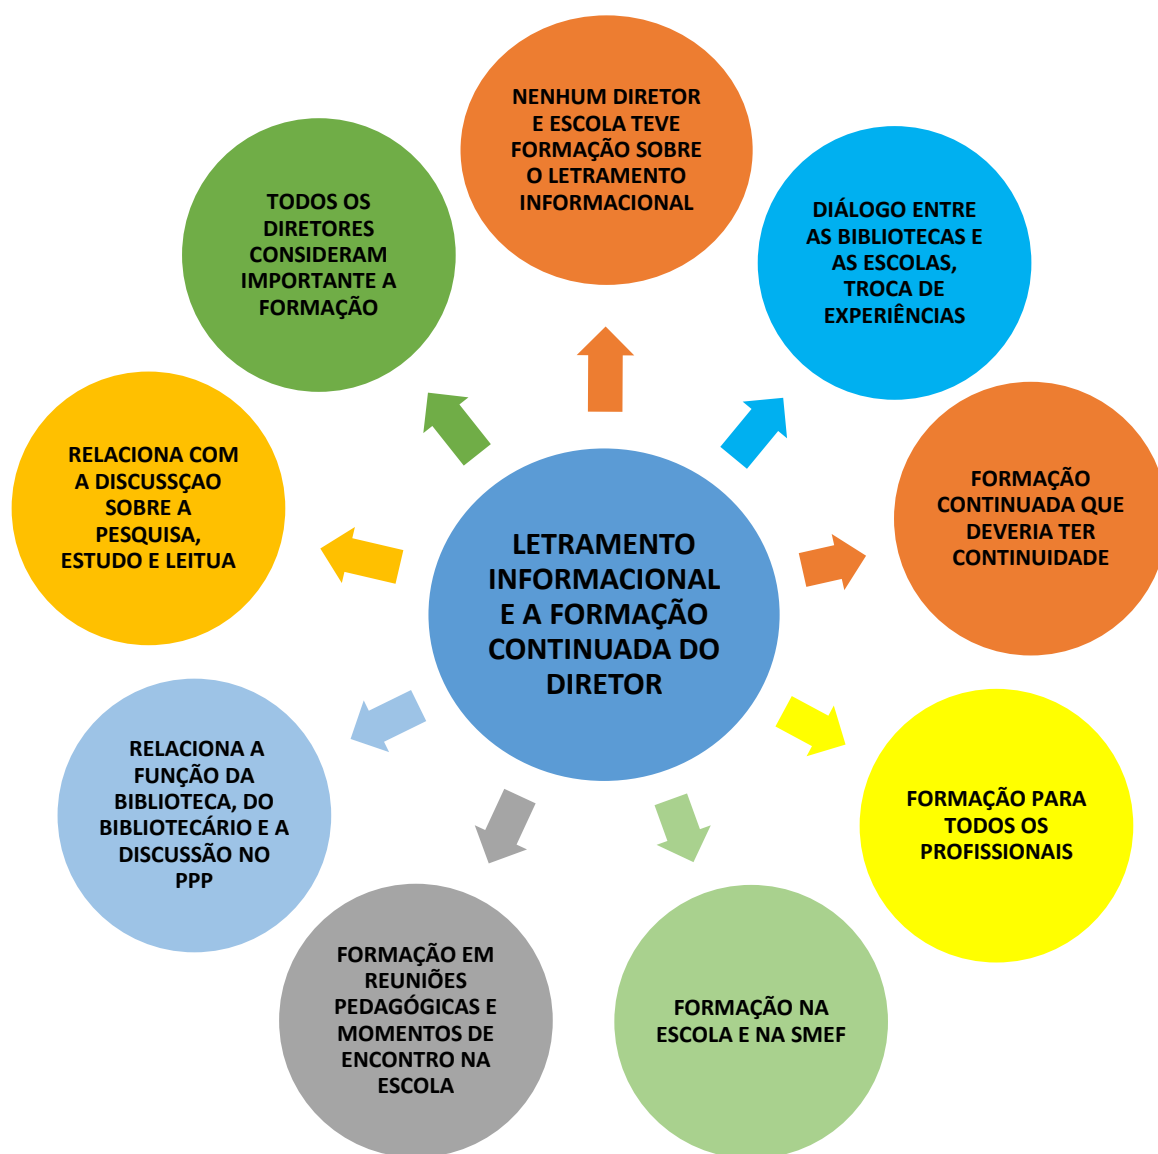 NENHUM DIRETOR
E ESCOLA TEVE
FORMAÇÃO SOBRE
O LETRAMENTO
INFORMACIONAL
DIÁLOGO ENTRE
AS BIBLIOTECAS E
AS ESCOLAS,
TROCA DE
EXPERIÊNCIAS
FORMAÇÃO
CONTINUADA QUE
DEVERIA TER
CONTINUIDADE
FORMAÇÃO PARA
TODOS OS
PROFISSIONAIS
FORMAÇÃO NA
ESCOLA E NA SMEF
FORMAÇÃO EM
REUNIÕES
PEDAGÓGICAS E
MOMENTOS DE
ENCONTRO NA
ESCOLA
RELACIONA A
FUNÇÃO DA
BIBLIOTECA, DO
BIBLIOTECÁRIO E A
DISCUSSÃO NO
PPP
RELACIONA COM
A DISCUSSÇAO
SOBRE A
PESQUISA,
ESTUDO E LEITUA
TODOS OS
DIRETORES
CONSIDERAM
IMPORTANTE A
FORMAÇÃO
LETRAMENTO
INFORMACIONAL
E A FORMAÇÃO
CONTINUADA DO
DIRETOR